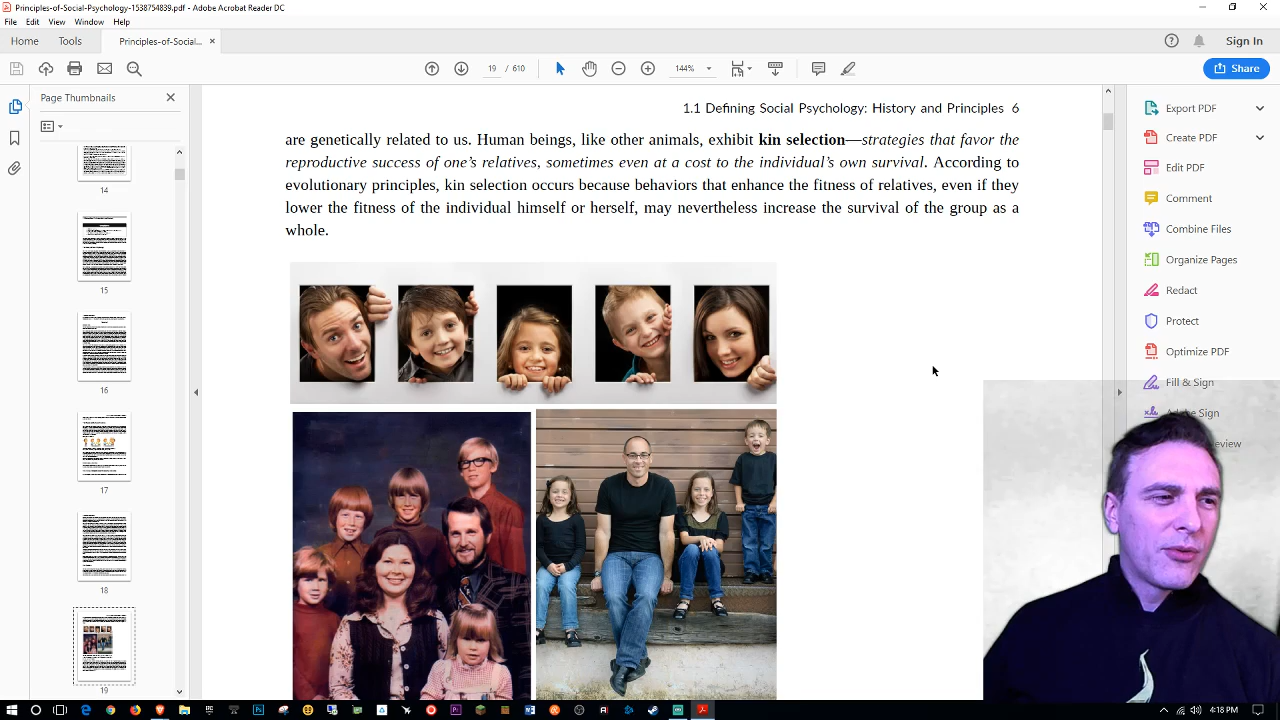 Principles-of-Social-Psychology-1538754839.pdf - Adobe Acrobat Reader DC
File Edit View Window Help
Home Tools Principles-of-Social... × Sign In
19 / 610 144% Share
Page Thumbnails
14
15
16
17
18
19
1.1 Defining Social Psychology: History and Principles 6
are genetically related to us. Human beings, like other animals, exhibit kin selection—strategies that favor the
reproductive success of one’s relatives, sometimes even at a cost to the individual’s own survival. According to
evolutionary principles, kin selection occurs because behaviors that enhance the fitness of relatives, even if they
lower the fitness of the individual himself or herself, may nevertheless increase the survival of the group as a
whole.
Export PDF
Create PDF
Edit PDF
Comment
Combine Files
Organize Pages
Redact
Protect
Optimize PDF
Fill & Sign
Adobe Sign
4:18 PM